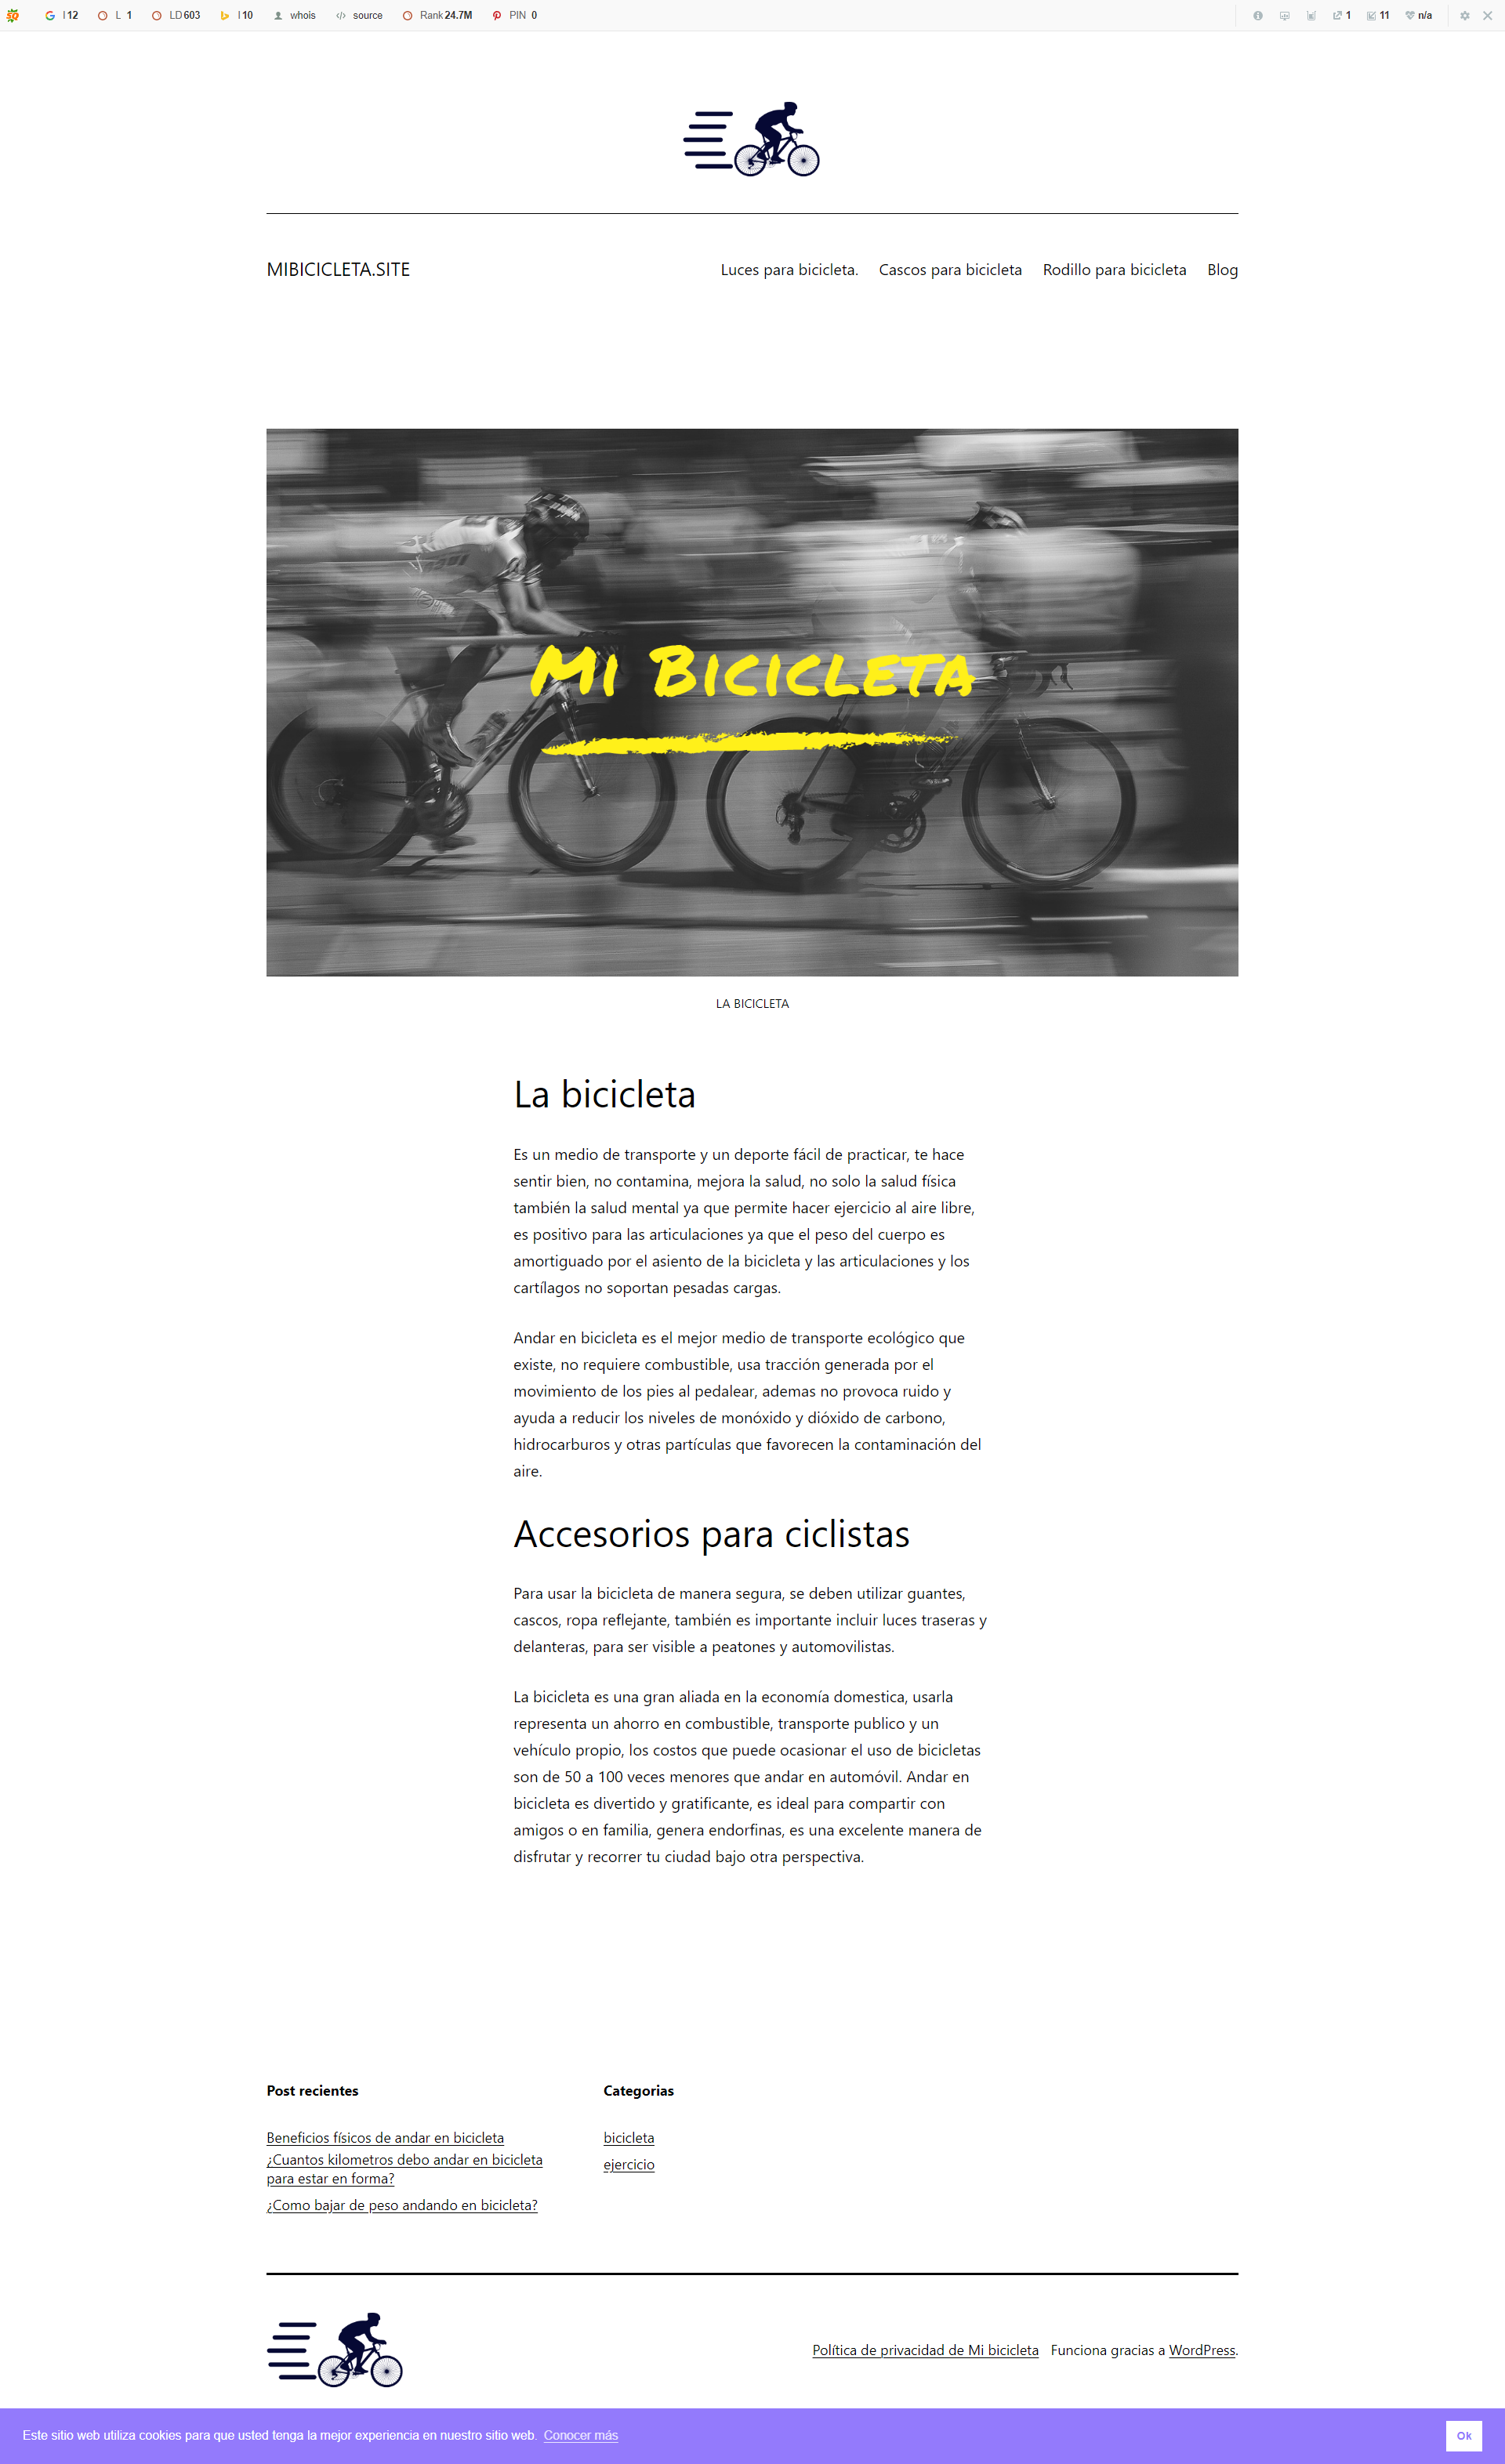 I 12 L 1 LD 603 I 10 whois source Rank 24.7M PIN 0 1 11 n/a
MIBICICLETA.SITE Luces para bicicleta. Cascos para bicicleta Rodillo para bicicleta Blog
Mi Bicicleta
LA BICICLETA
La bicicleta
Es un medio de transporte y un deporte fácil de practicar, te hace
sentir bien, no contamina, mejora la salud, no solo la salud física
también la salud mental ya que permite hacer ejercicio al aire libre,
es positivo para las articulaciones ya que el peso del cuerpo es
amortiguado por el asiento de la bicicleta y las articulaciones y los
cartílagos no soportan pesadas cargas.
Andar en bicicleta es el mejor medio de transporte ecológico que
existe, no requiere combustible, usa tracción generada por el
movimiento de los pies al pedalear, ademas no provoca ruido y
ayuda a reducir los niveles de monóxido y dióxido de carbono,
hidrocarburos y otras partículas que favorecen la contaminación del
aire.
Accesorios para ciclistas
Para usar la bicicleta de manera segura, se deben utilizar guantes,
cascos, ropa reflejante, también es importante incluir luces traseras y
delanteras, para ser visible a peatones y automovilistas.
La bicicleta es una gran aliada en la economía domestica, usarla
representa un ahorro en combustible, transporte publico y un
vehículo propio, los costos que puede ocasionar el uso de bicicletas
son de 50 a 100 veces menores que andar en automóvil. Andar en
bicicleta es divertido y gratificante, es ideal para compartir con
amigos o en familia, genera endorfinas, es una excelente manera de
disfrutar y recorrer tu ciudad bajo otra perspectiva.
Post recientes
Beneficios físicos de andar en bicicleta
¿Cuantos kilometros debo andar en bicicleta
para estar en forma?
¿Como bajar de peso andando en bicicleta?
Categorias
bicicleta
ejercicio
Política de privacidad de Mi bicicleta Funciona gracias a WordPress.
Este sitio web utiliza cookies para que usted tenga la mejor experiencia en nuestro sitio web. Conocer más Ok